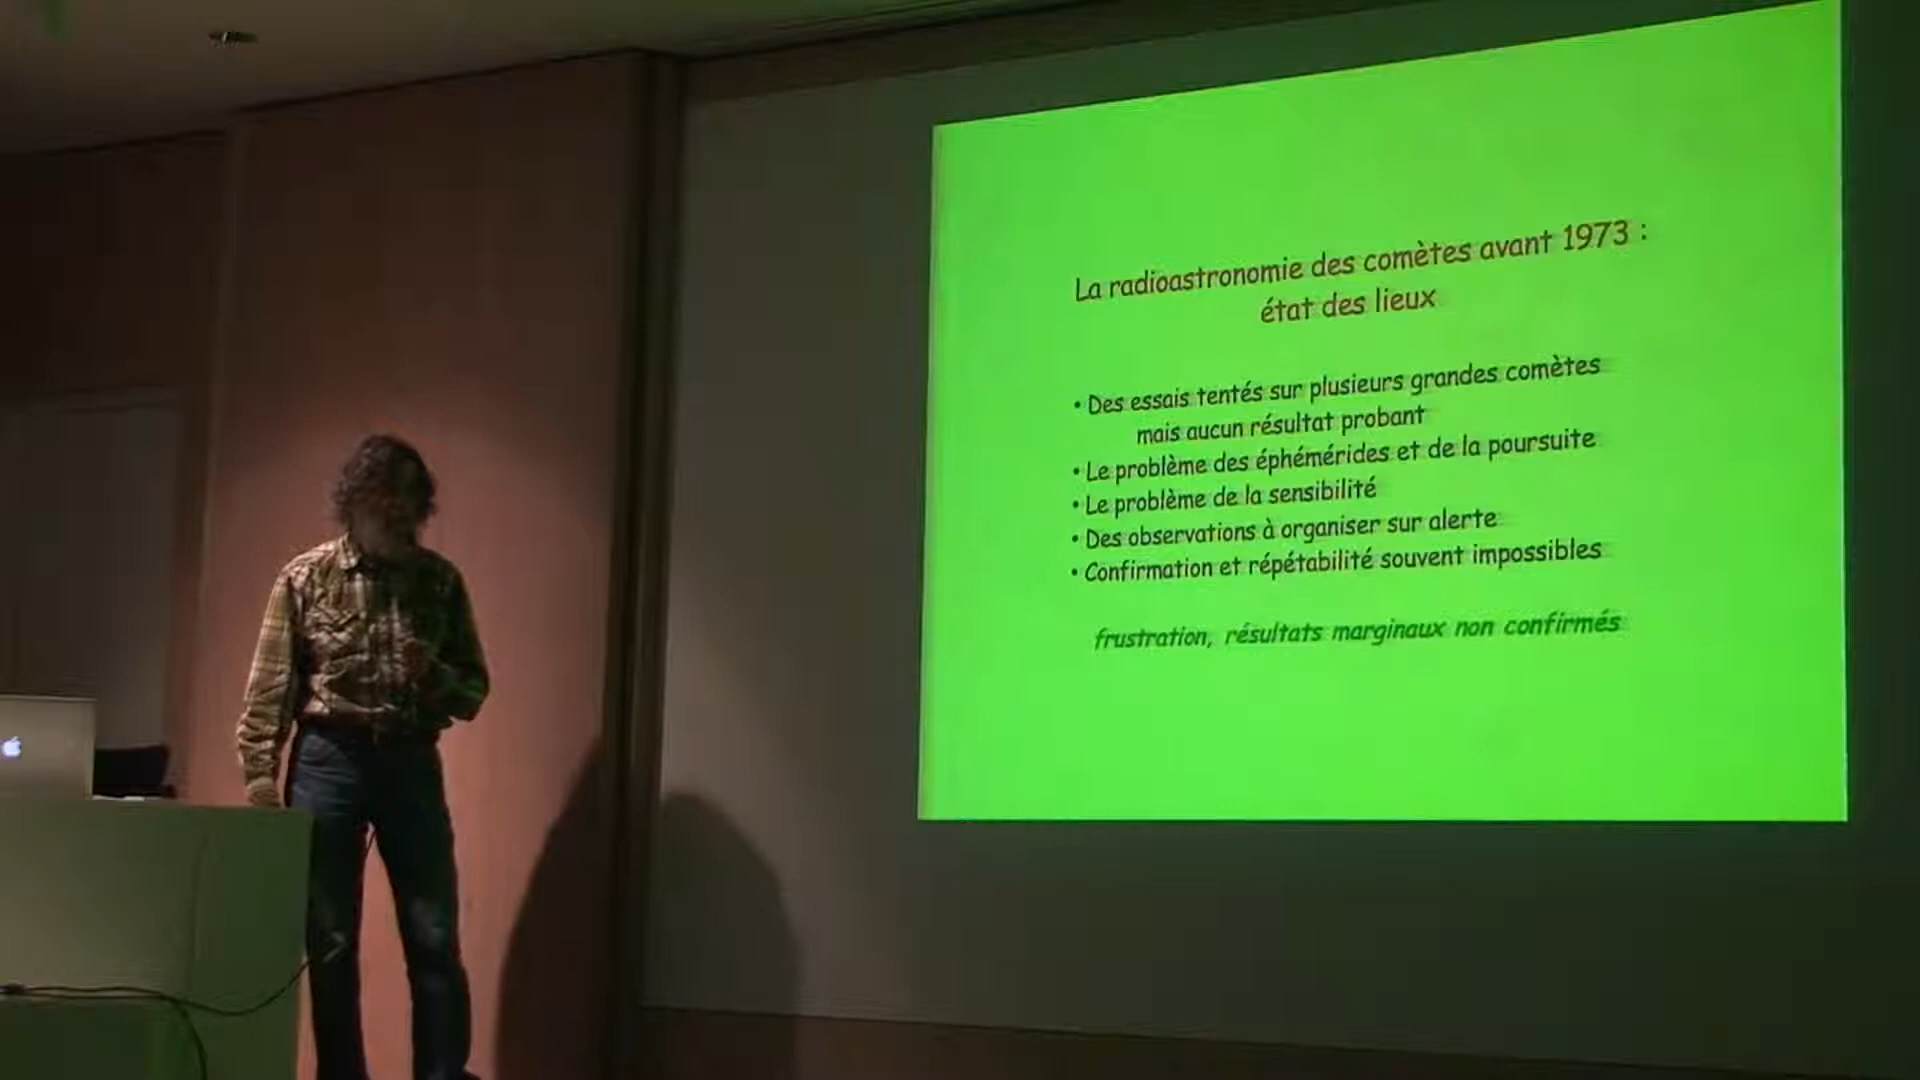 La radioastronomie des comètes avant 1973 :
état des lieux
• Des essais tentés sur plusieurs grandes comètes
mais aucun résultat probant
• Le problème des éphémérides et de la poursuite
• Le problème de la sensibilité
• Des observations à organiser sur alerte
• Confirmation et répétabilité souvent impossibles
frustration, résultats marginaux non confirmés